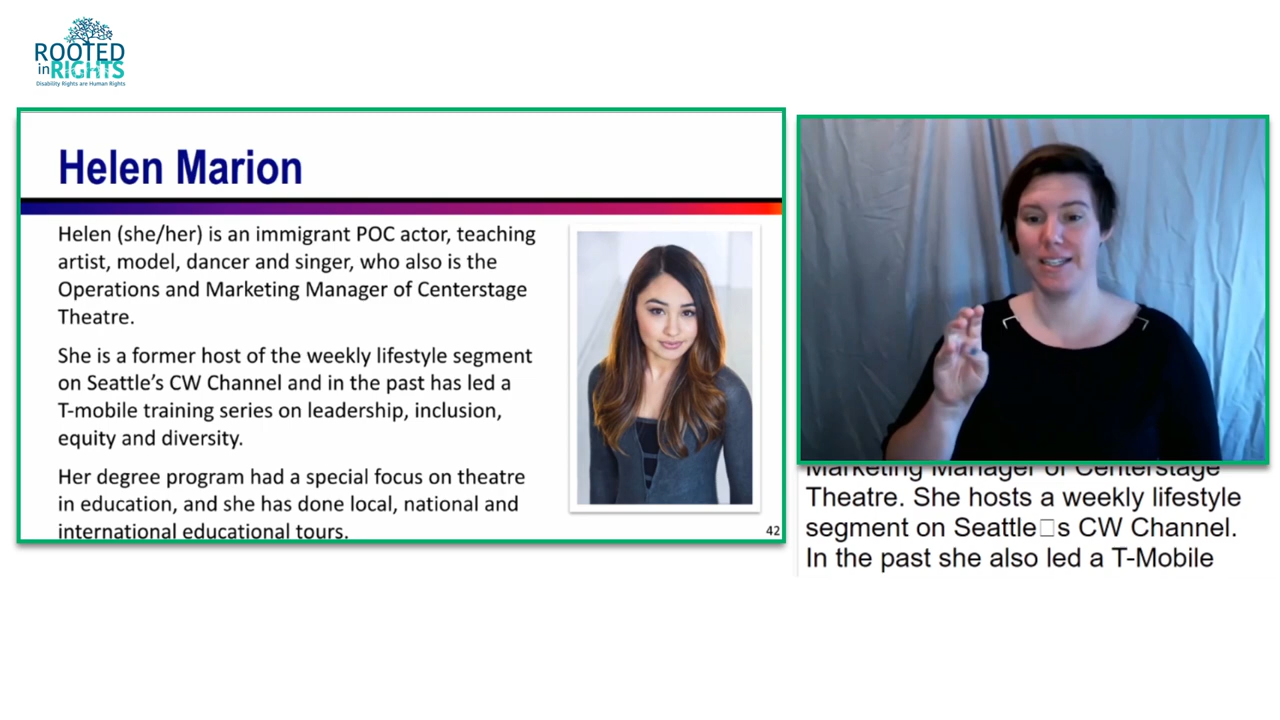 ROOTED
in RIGHTS
Disability Rights are Human Rights
Helen Marion
Helen (she/her) is an immigrant POC actor, teaching
artist, model, dancer and singer, who also is the
Operations and Marketing Manager of Centerstage
Theatre.
She is a former host of the weekly lifestyle segment
on Seattle’s CW Channel and in the past has led a
T-mobile training series on leadership, inclusion,
equity and diversity.
Her degree program had a special focus on theatre
in education, and she has done local, national and
international educational tours.
42
Marketing Manager of Centerstage
Theatre. She hosts a weekly lifestyle
segment on Seattle□s CW Channel.
In the past she also led a T-Mobile